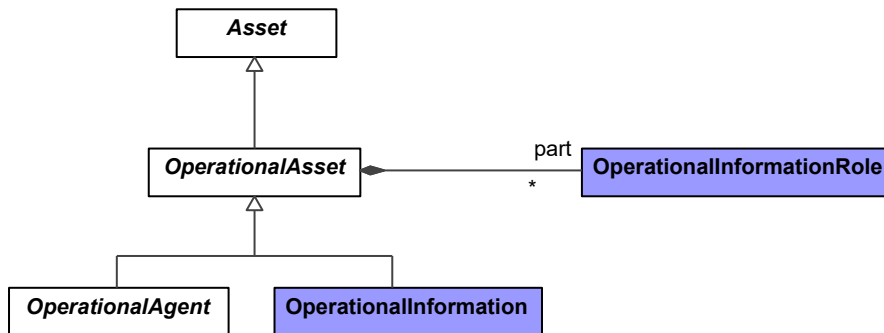 Asset
OperationalAsset
part
*
OperationalInformationRole
OperationalAgent
OperationalInformation